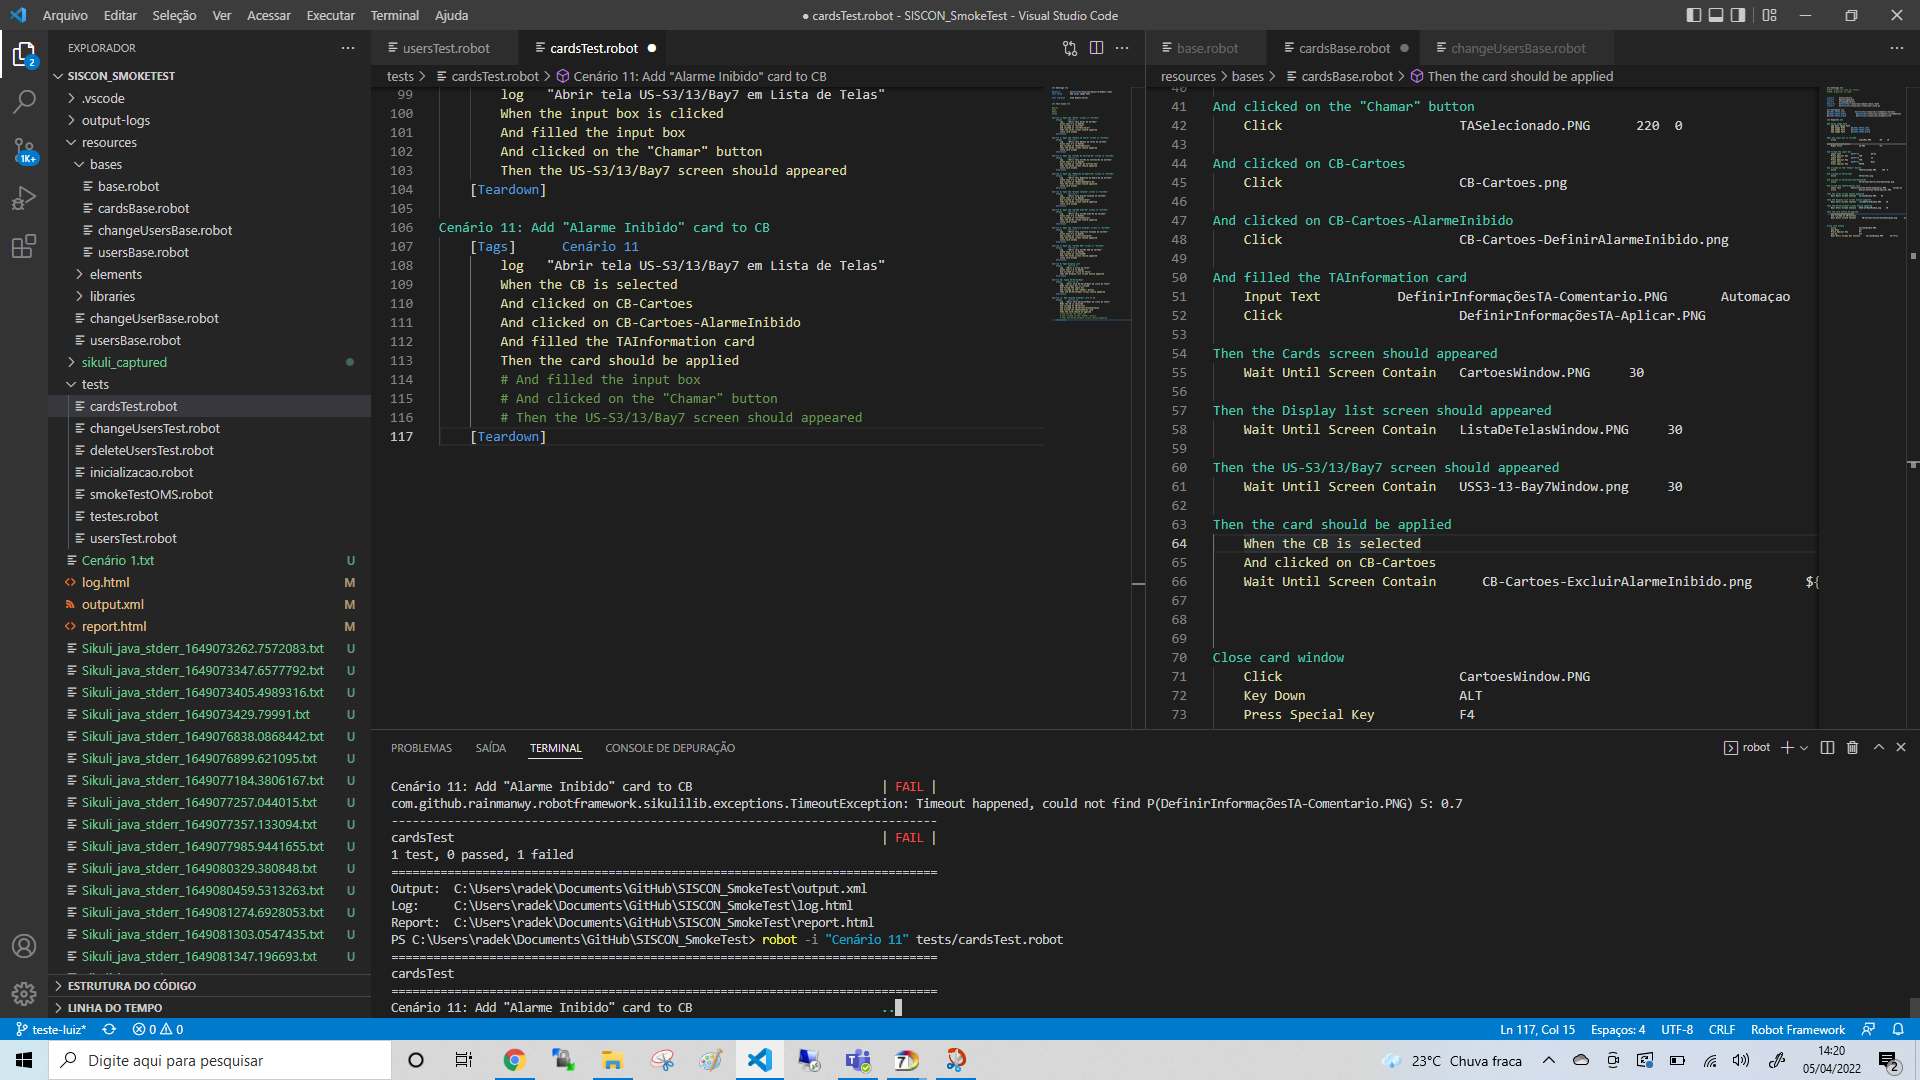 Arquivo Editar Seleção Ver Acessar Executar Terminal Ajuda
● cardsTest.robot - SISCON_SmokeTest - Visual Studio Code
EXPLORADOR
SISCON_SMOKETEST
.vscode
output-logs
resources
bases
base.robot
cardsBase.robot
changeUsersBase.robot
usersBase.robot
elements
libraries
changeUserBase.robot
usersBase.robot
sikuli_captured
tests
cardsTest.robot
changeUsersTest.robot
deleteUsersTest.robot
inicializacao.robot
smokeTestOMS.robot
testes.robot
usersTest.robot
Cenário 1.txt U
log.html M
output.xml M
report.html M
Sikuli_java_stderr_1649073262.7572083.txt U
Sikuli_java_stderr_1649073347.6577792.txt U
Sikuli_java_stderr_1649073405.4989316.txt U
Sikuli_java_stderr_1649073429.79991.txt U
Sikuli_java_stderr_1649076838.0868442.txt U
Sikuli_java_stderr_1649076899.621095.txt U
Sikuli_java_stderr_1649077184.3806167.txt U
Sikuli_java_stderr_1649077257.044015.txt U
Sikuli_java_stderr_1649077357.133094.txt U
Sikuli_java_stderr_1649077985.9441655.txt U
Sikuli_java_stderr_1649080329.380848.txt U
Sikuli_java_stderr_1649080459.5313263.txt U
Sikuli_java_stderr_1649081274.6928053.txt U
Sikuli_java_stderr_1649081303.0547435.txt U
Sikuli_java_stderr_1649081347.196693.txt U
ESTRUTURA DO CÓDIGO
LINHA DO TEMPO
2
1K+
usersTest.robot cardsTest.robot
tests > cardsTest.robot > Cenário 11: Add "Alarme Inibido" card to CB
99 log "Abrir tela US-S3/13/Bay7 em Lista de Telas"
100 When the input box is clicked
101 And filled the input box
102 And clicked on the "Chamar" button
103 Then the US-S3/13/Bay7 screen should appeared
104 [Teardown]
105
106 Cenário 11: Add "Alarme Inibido" card to CB
107 [Tags] Cenário 11
108 log "Abrir tela US-S3/13/Bay7 em Lista de Telas"
109 When the CB is selected
110 And clicked on CB-Cartoes
111 And clicked on CB-Cartoes-AlarmeInibido
112 And filled the TAInformation card
113 Then the card should be applied
114 # And filled the input box
115 # And clicked on the "Chamar" button
116 # Then the US-S3/13/Bay7 screen should appeared
117 [Teardown]
base.robot cardsBase.robot changeUsersBase.robot
resources > bases > cardsBase.robot > Then the card should be applied
40
41 And clicked on the "Chamar" button
42 Click TASelecionado.PNG 220 0
43
44 And clicked on CB-Cartoes
45 Click CB-Cartoes.png
46
47 And clicked on CB-Cartoes-AlarmeInibido
48 Click CB-Cartoes-DefinirAlarmeInibido.png
49
50 And filled the TAInformation card
51 Input Text DefinirInformaçõesTA-Comentario.PNG Automaçao
52 Click DefinirInformaçõesTA-Aplicar.PNG
53
54 Then the Cards screen should appeared
55 Wait Until Screen Contain CartoesWindow.PNG 30
56
57 Then the Display list screen should appeared
58 Wait Until Screen Contain ListaDeTelasWindow.PNG 30
59
60 Then the US-S3/13/Bay7 screen should appeared
61 Wait Until Screen Contain USS3-13-Bay7Window.png 30
62
63 Then the card should be applied
64 When the CB is selected
65 And clicked on CB-Cartoes
66 Wait Until Screen Contain CB-Cartoes-ExcluirAlarmeInibido.png ${
67
68
69
70 Close card window
71 Click CartoesWindow.PNG
72 Key Down ALT
73 Press Special Key F4
PROBLEMAS SAÍDA TERMINAL CONSOLE DE DEPURAÇÃO
robot
Cenário 11: Add "Alarme Inibido" card to CB | FAIL |
com.github.rainmanwy.robotframework.sikulilib.exceptions.TimeoutException: Timeout happened, could not find P(DefinirInformaçõesTA-Comentario.PNG) S: 0.7
------------------------------------------------------------------------------
cardsTest | FAIL |
1 test, 0 passed, 1 failed
==============================================================================
Output: C:\Users\radek\Documents\GitHub\SISCON_SmokeTest\output.xml
Log: C:\Users\radek\Documents\GitHub\SISCON_SmokeTest\log.html
Report: C:\Users\radek\Documents\GitHub\SISCON_SmokeTest\report.html
PS C:\Users\radek\Documents\GitHub\SISCON_SmokeTest> robot -i "Cenário 11" tests/cardsTest.robot
==============================================================================
cardsTest
==============================================================================
Cenário 11: Add "Alarme Inibido" card to CB ..
teste-luiz* 0 0
Ln 117, Col 15 Espaços: 4 UTF-8 CRLF Robot Framework
Digite aqui para pesquisar
23°C Chuva fraca
14:20
05/04/2022
2